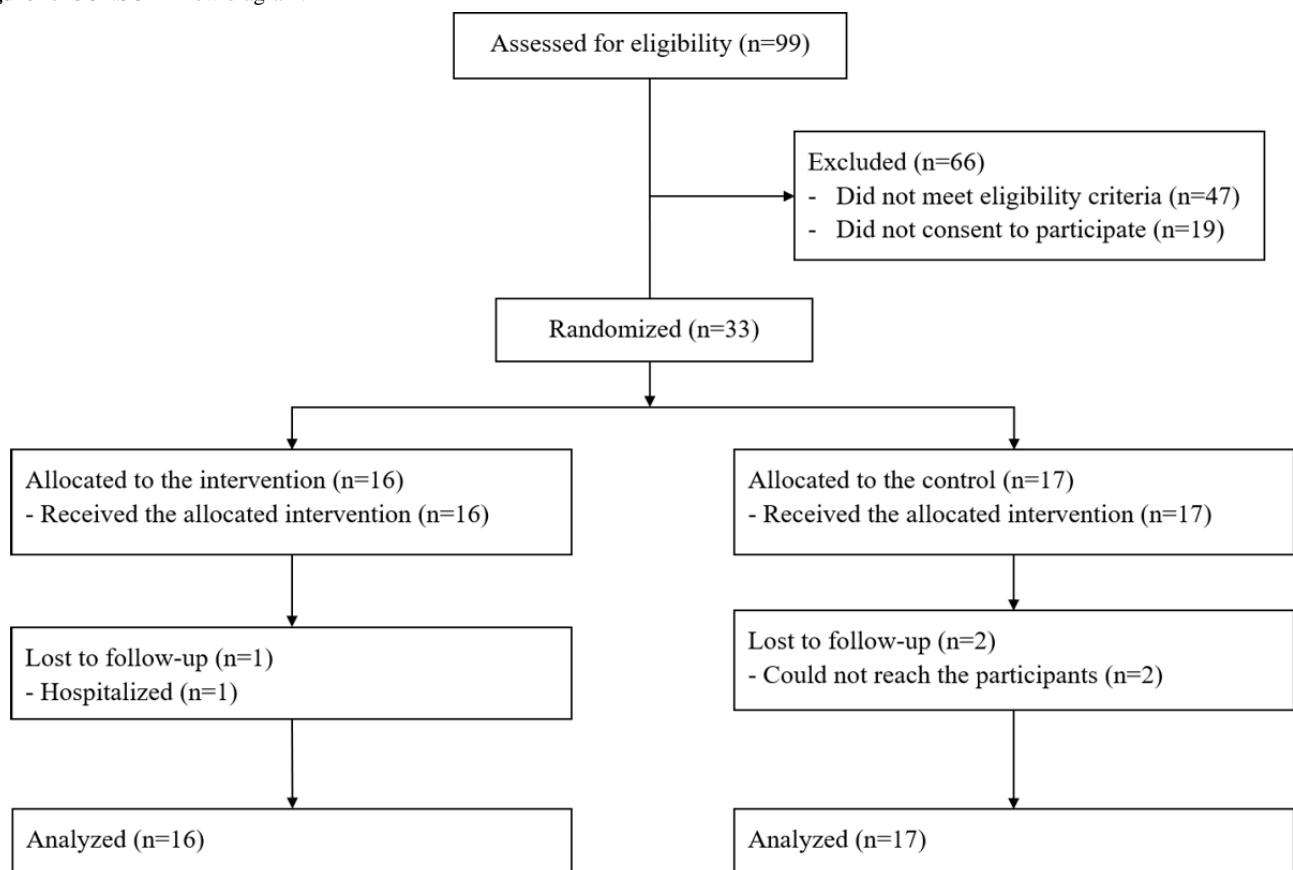 Assessed for eligibility (n=99)
Excluded (n=66)
- Did not meet eligibility criteria (n=47)
- Did not consent to participate (n=19)
Randomized (n=33)
Allocated to the intervention (n=16)
- Received the allocated intervention (n=16)
Allocated to the control (n=17)
- Received the allocated intervention (n=17)
Lost to follow-up (n=1)
- Hospitalized (n=1)
Lost to follow-up (n=2)
- Could not reach the participants (n=2)
Analyzed (n=16)
Analyzed (n=17)